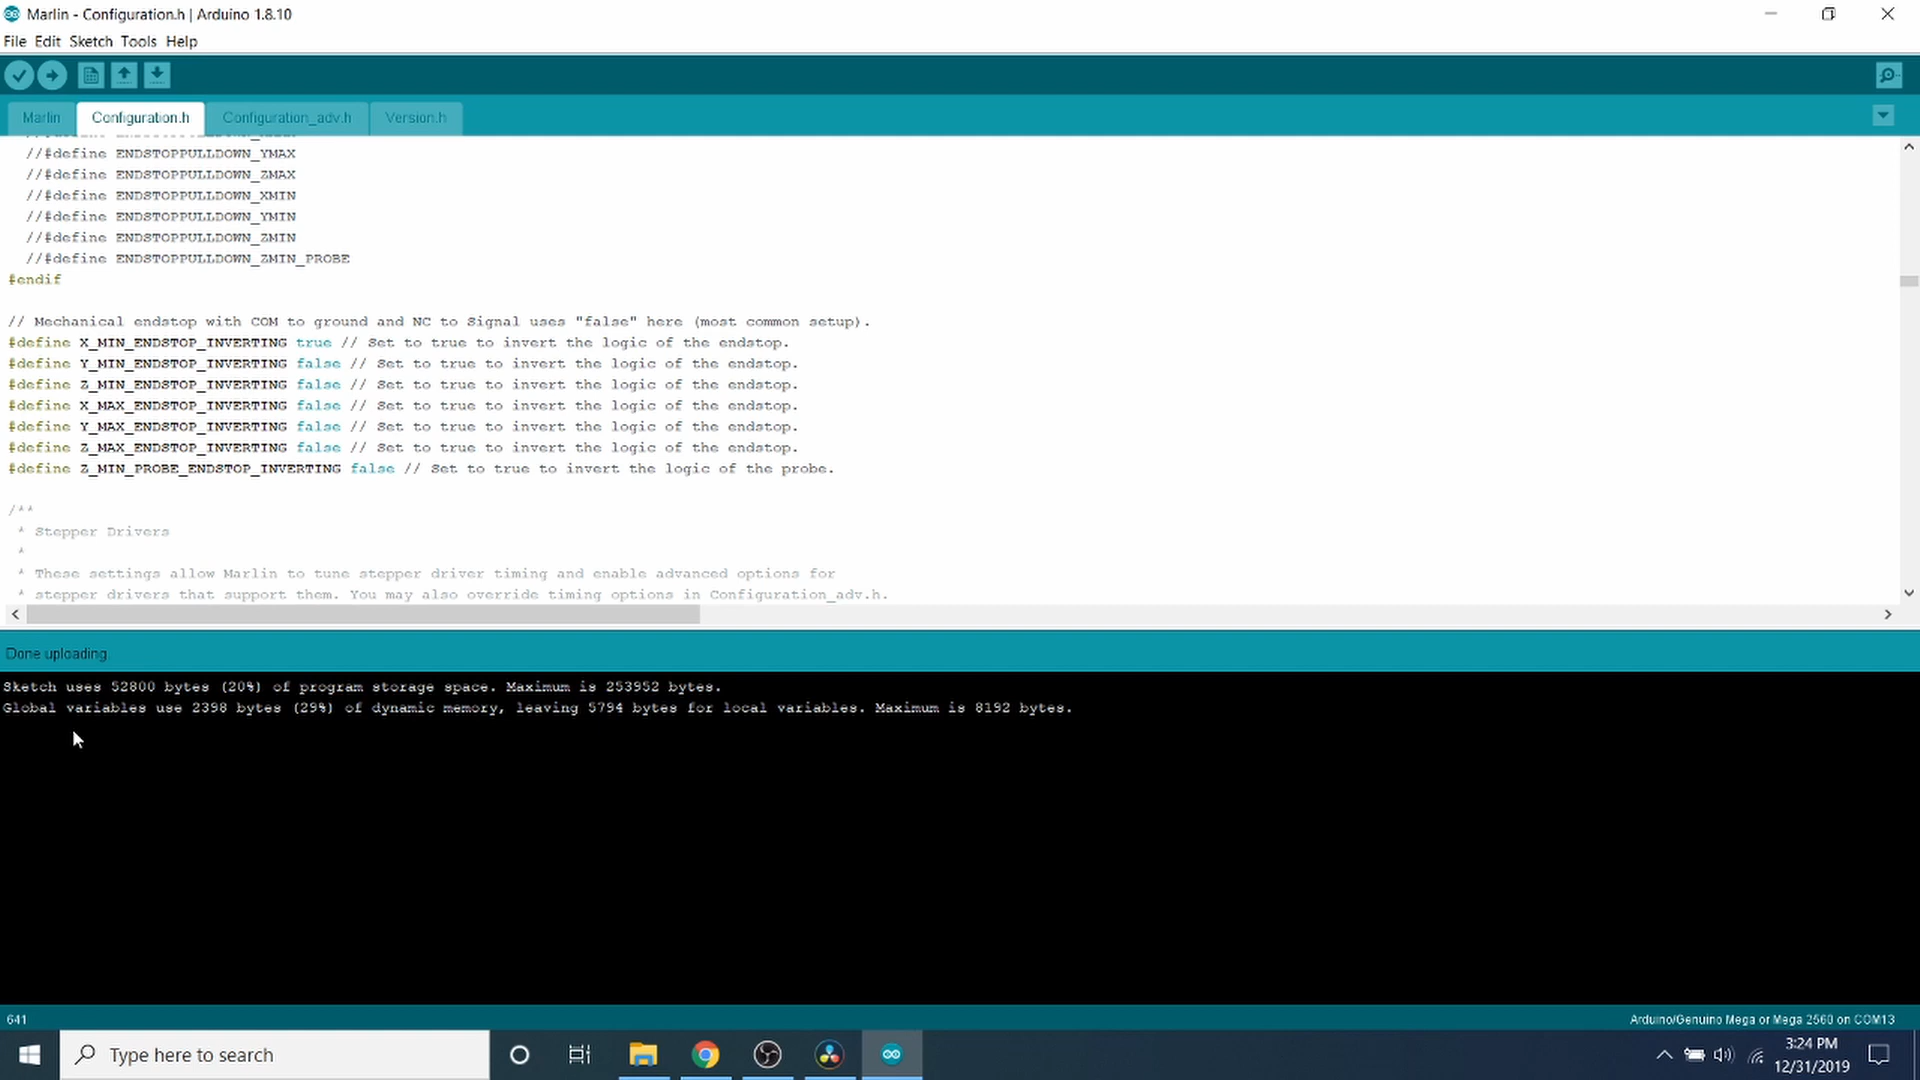 Marlin - Configuration.h | Arduino 1.8.10
File Edit Sketch Tools Help
Marlin Configuration.h Configuration_adv.h Version.h
//#define ENDSTOPPULLDOWN_YMAX
//#define ENDSTOPPULLDOWN_ZMAX
//#define ENDSTOPPULLDOWN_XMIN
//#define ENDSTOPPULLDOWN_YMIN
//#define ENDSTOPPULLDOWN_ZMIN
//#define ENDSTOPPULLDOWN_ZMIN_PROBE
#endif
// Mechanical endstop with COM to ground and NC to Signal uses "false" here (most common setup).
#define X_MIN_ENDSTOP_INVERTING true // Set to true to invert the logic of the endstop.
#define Y_MIN_ENDSTOP_INVERTING false // Set to true to invert the logic of the endstop.
#define Z_MIN_ENDSTOP_INVERTING false // Set to true to invert the logic of the endstop.
#define X_MAX_ENDSTOP_INVERTING false // Set to true to invert the logic of the endstop.
#define Y_MAX_ENDSTOP_INVERTING false // Set to true to invert the logic of the endstop.
#define Z_MAX_ENDSTOP_INVERTING false // Set to true to invert the logic of the endstop.
#define Z_MIN_PROBE_ENDSTOP_INVERTING false // Set to true to invert the logic of the probe.
/**
* Stepper Drivers
*
* These settings allow Marlin to tune stepper driver timing and enable advanced options for
* stepper drivers that support them. You may also override timing options in Configuration_adv.h.
Done uploading.
Sketch uses 52800 bytes (20%) of program storage space. Maximum is 253952 bytes.
Global variables use 2398 bytes (29%) of dynamic memory, leaving 5794 bytes for local variables. Maximum is 8192 bytes.
641
Arduino/Genuino Mega or Mega 2560 on COM13
Type here to search
3:24 PM
12/31/2019